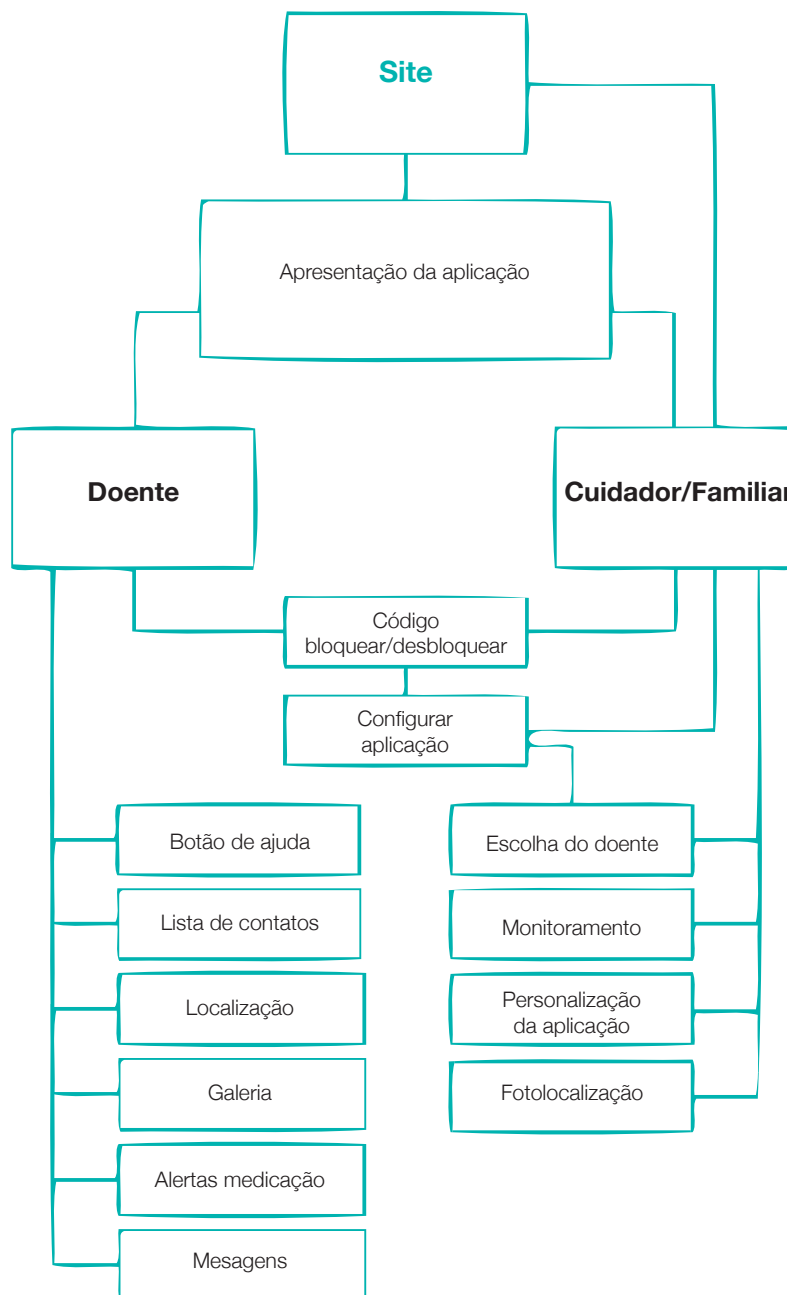 Site
Apresentação da aplicação
Doente
Cuidador/Familiar
Código
bloquear/desbloquear
Configurar
aplicação
Botão de ajuda
Escolha do doente
Lista de contatos
Monitoramento
Localização
Personalização
da aplicação
Galeria
Fotolocalização
Alertas medicação
Mesagens